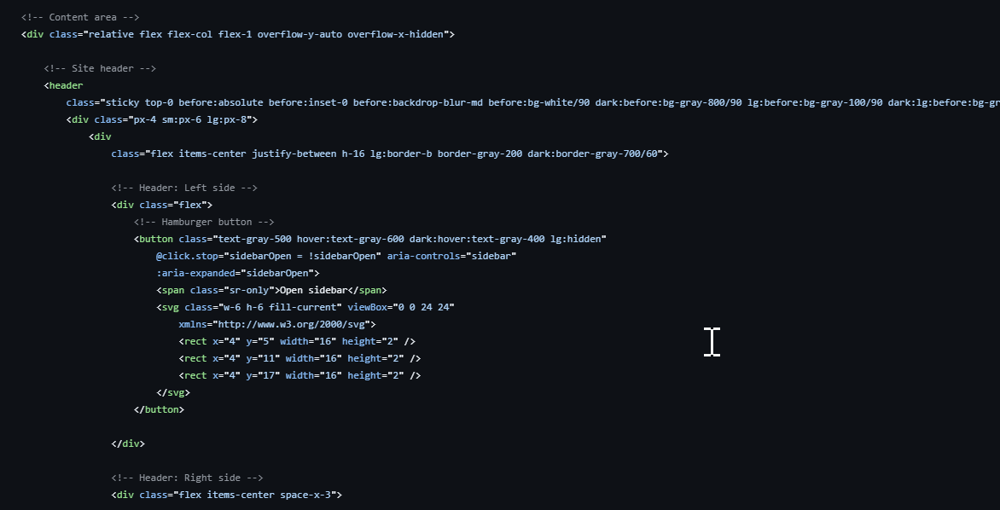 <!-- Content area -->
<div class="relative flex flex-col flex-1 overflow-y-auto overflow-x-hidden">
<!-- Site header -->
<header
class="sticky top-0 before:absolute before:inset-0 before:backdrop-blur-md before:bg-white/90 dark:before:bg-gray-800/90 lg:before:bg-gray-100/90 dark:lg:before:bg-gr
<div class="px-4 sm:px-6 lg:px-8">
<div
class="flex items-center justify-between h-16 lg:border-b border-gray-200 dark:border-gray-700/60">
<!-- Header: Left side -->
<div class="flex">
<!-- Hamburger button -->
<button class="text-gray-500 hover:text-gray-600 dark:hover:text-gray-400 lg:hidden"
@click.stop="sidebarOpen = !sidebarOpen" aria-controls="sidebar"
:aria-expanded="sidebarOpen">
<span class="sr-only">Open sidebar</span>
<svg class="w-6 h-6 fill-current" viewBox="0 0 24 24"
xmlns="http://www.w3.org/2000/svg">
<rect x="4" y="5" width="16" height="2" />
<rect x="4" y="11" width="16" height="2" />
<rect x="4" y="17" width="16" height="2" />
</svg>
</button>
</div>
<!-- Header: Right side -->
<div class="flex items-center space-x-3">